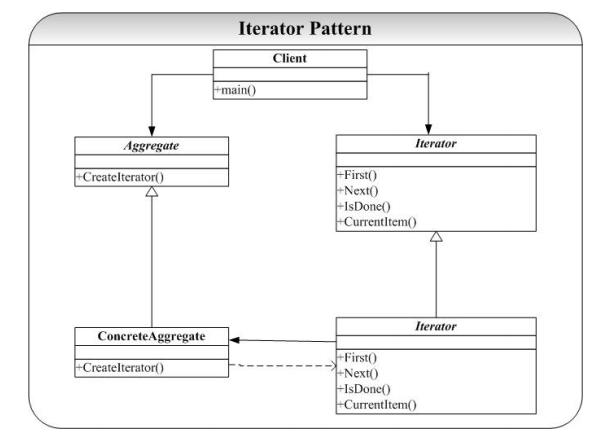 Iterator Pattern
Client
+main()
Aggregate
+CreateIterator()
Iterator
+First()
+Next()
+IsDone()
+CurrentItem()
ConcreteAggregate
+CreateIterator()
Iterator
+First()
+Next()
+IsDone()
+CurrentItem()